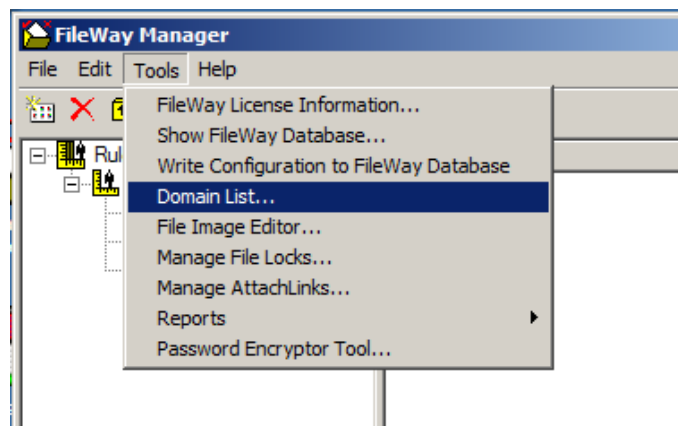 FileWay Manager
File Edit Tools Help
FileWay License Information...
Show FileWay Database...
Write Configuration to FileWay Database
Domain List...
File Image Editor...
Manage File Locks...
Manage AttachLinks...
Reports
Password Encryptor Tool...